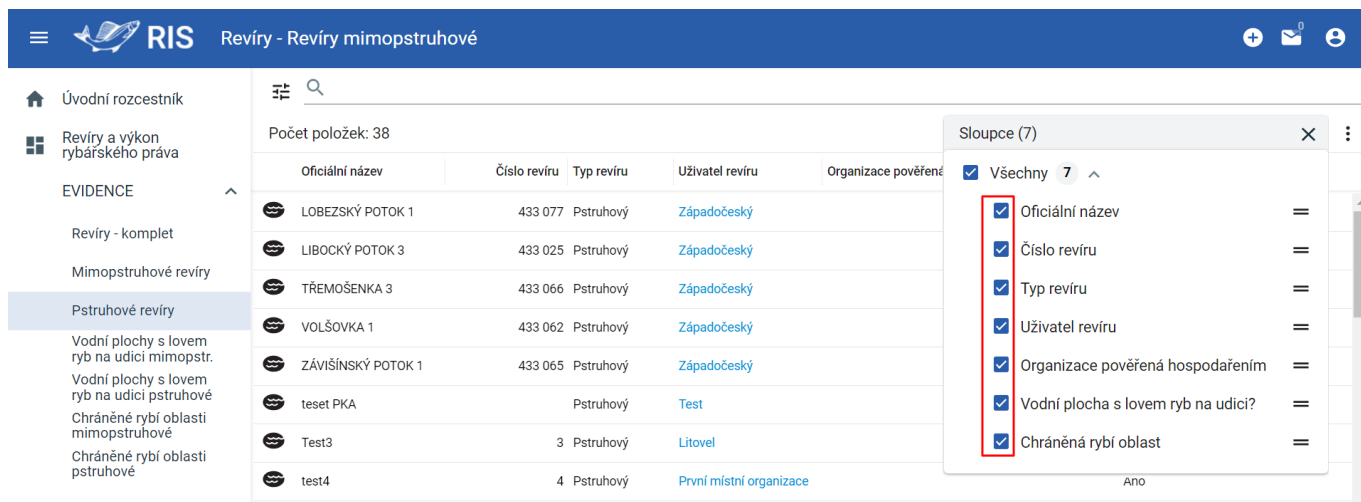 RIS Revíry - Revíry mimopstruhové
0
Úvodní rozcestník
Revíry a výkon
rybářského práva
EVIDENCE
Revíry - komplet
Mimopstruhové revíry
Pstruhové revíry
Vodní plochy s lovem
ryb na udici mimopstr.
Vodní plochy s lovem
ryb na udici pstruhové
Chráněné rybí oblasti
mimopstruhové
Chráněné rybí oblasti
pstruhové
Počet položek: 38
Oficiální název Číslo revíru Typ revíru Uživatel revíru Organizace pověřená
LOBEZSKÝ POTOK 1 433 077 Pstruhový Západočeský
LIBOCKÝ POTOK 3 433 025 Pstruhový Západočeský
TŘEMOŠENKA 3 433 066 Pstruhový Západočeský
VOLŠOVKA 1 433 062 Pstruhový Západočeský
ZÁVIŠÍNSKÝ POTOK 1 433 065 Pstruhový Západočeský
teset PKA Pstruhový Test
Test3 3 Pstruhový Litovel
test4 4 Pstruhový První místní organizace Ano
Sloupce (7)
Všechny 7
Oficiální název
Číslo revíru
Typ revíru
Uživatel revíru
Organizace pověřená hospodařením
Vodní plocha s lovem ryb na udici?
Chráněná rybí oblast